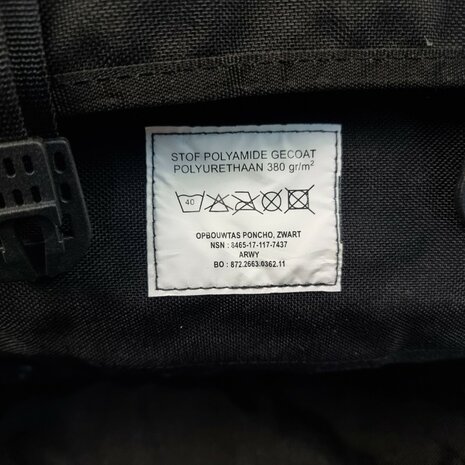 STOF POLYAMIDE GECOAT
POLYURETHAAN 380 gr/m²
40
OPBOUWTAS PONCHO, ZWART
NSN : 8465-17-117-7437
ARWY
BO : 872.2663.0362.11